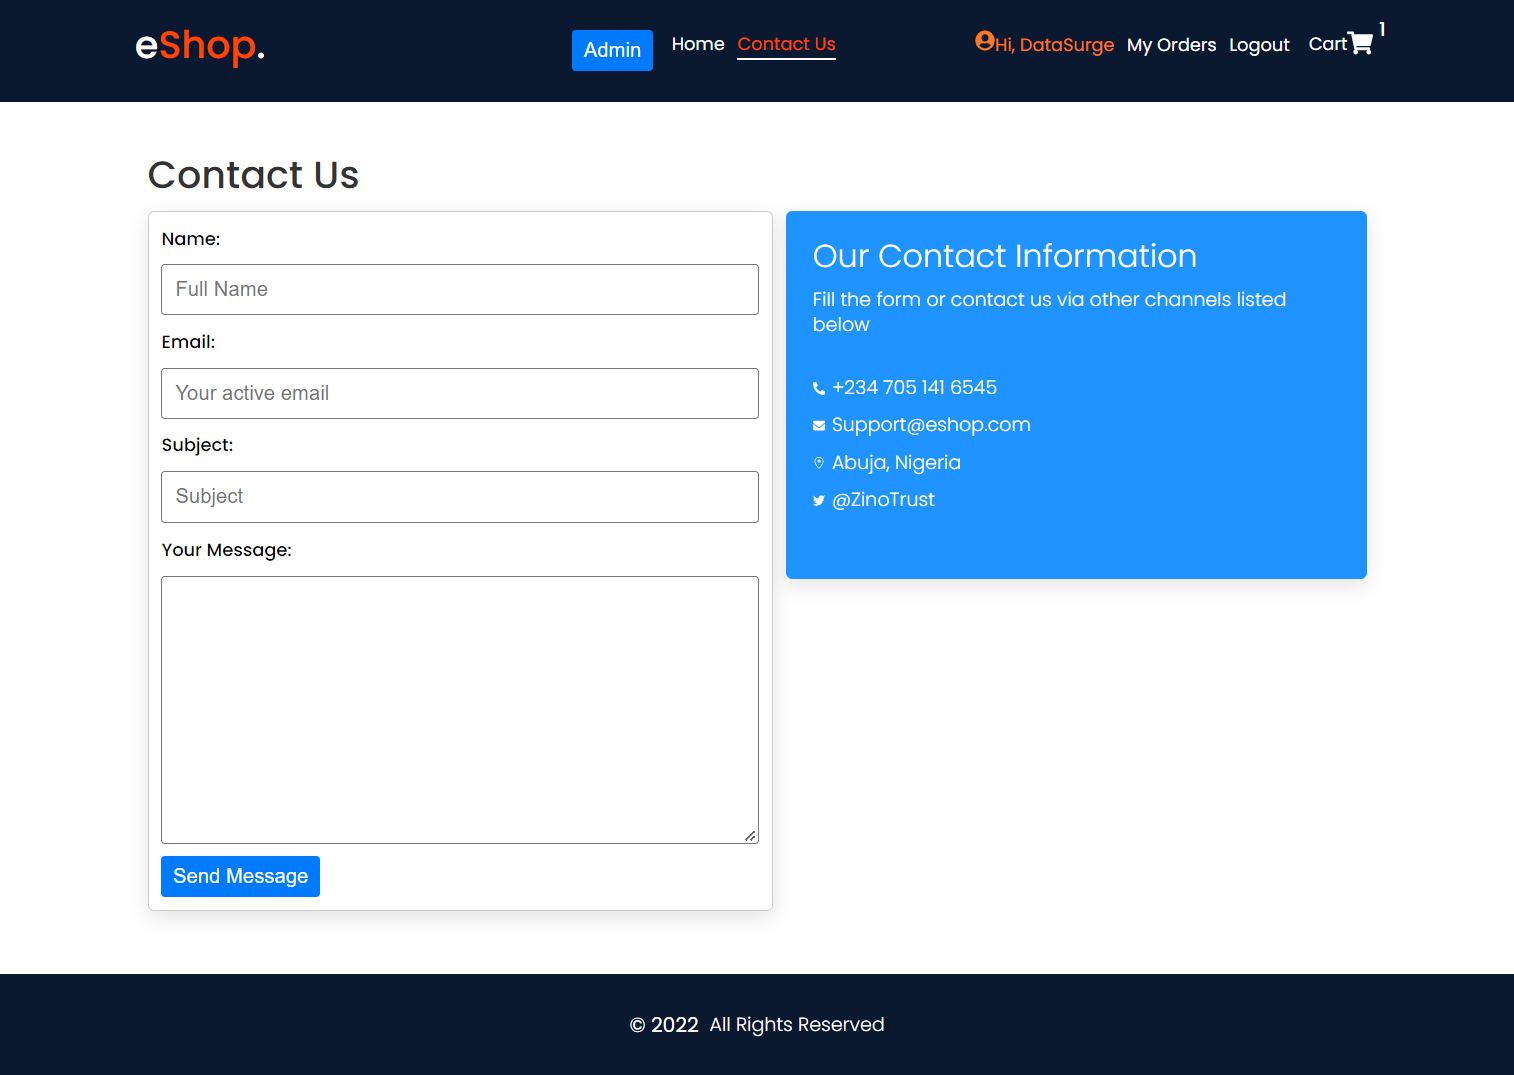 eShop.
Admin
Home
Contact Us
Hi, DataSurge
My Orders
Logout
Cart
1
Contact Us
Name:
Full Name
Email:
Your active email
Subject:
Subject
Your Message:
Send Message
Our Contact Information
Fill the form or contact us via other channels listed
below
+234 705 141 6545
Support@eshop.com
Abuja, Nigeria
@ZinoTrust
© 2022 All Rights Reserved